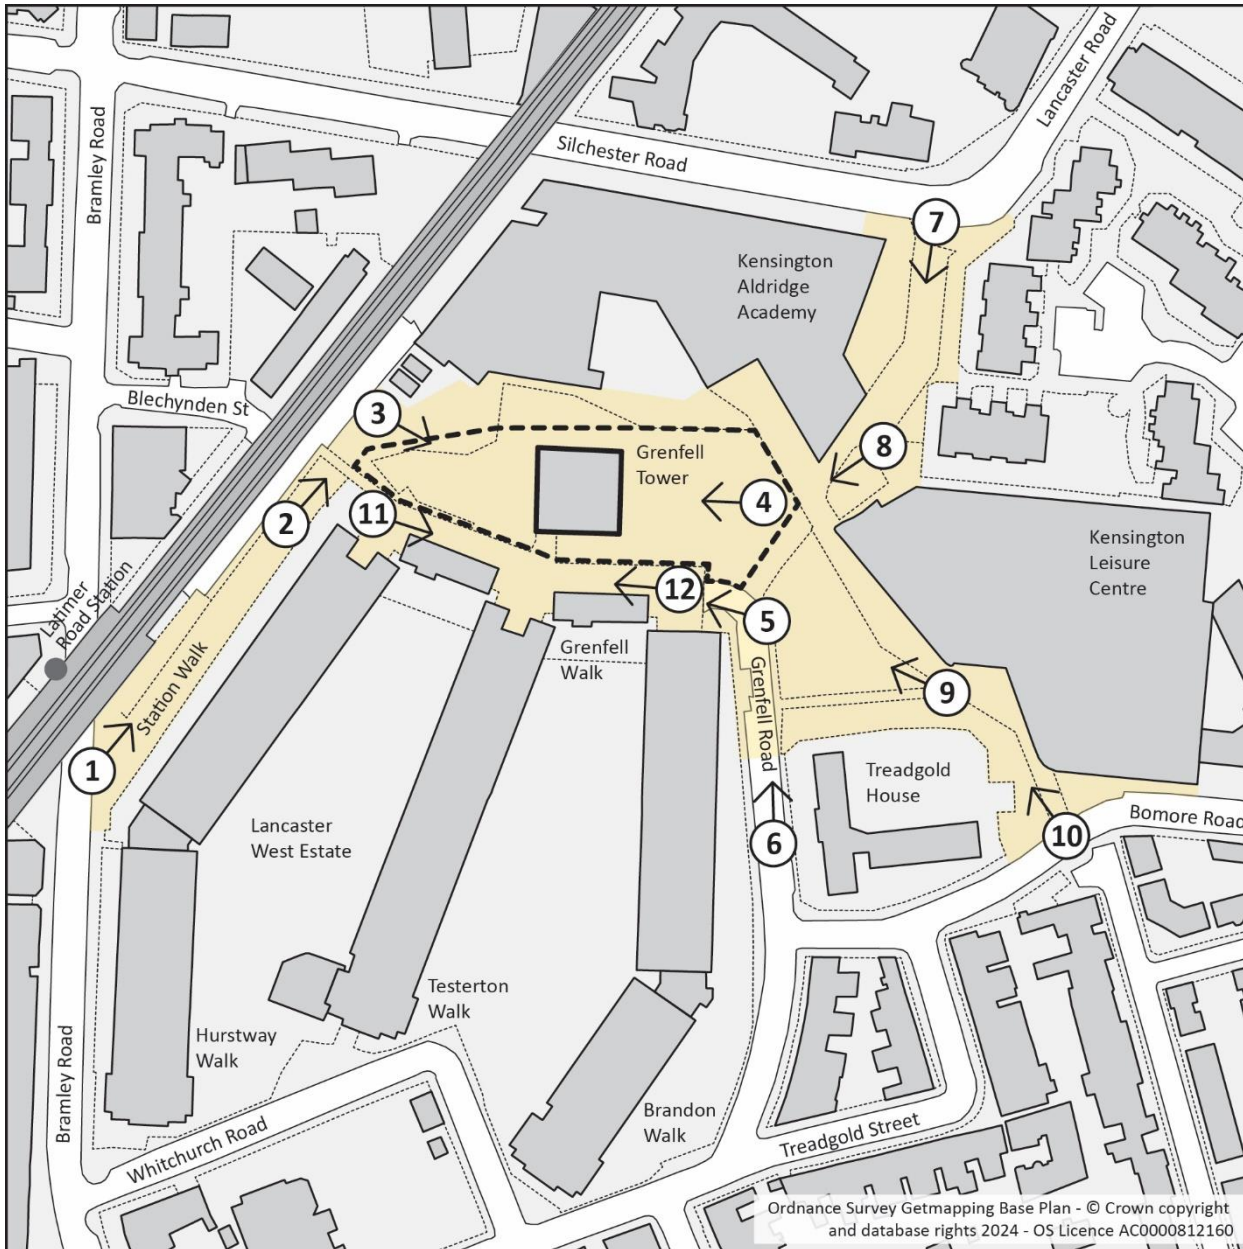 Lancaster Road
Bramley Road
Silchester Road
7
Kensington
Aldridge
Academy
Blechynden St
3
8
Grenfell
Tower
4
2
11
Kensington
Leisure
Centre
Latimer
Road Station
12
5
Grenfell
Walk
Station Walk
Grenfell Road
9
1
Treadgold
House
Bomore Road
6
10
Lancaster
West Estate
Testerton
Walk
Hurstway
Walk
Bramley Road
Brandon
Walk
Whitchurch Road
Treadgold Street
Ordnance Survey Getmapping Base Plan - © Crown copyright
and database rights 2024 - OS Licence AC0000812160